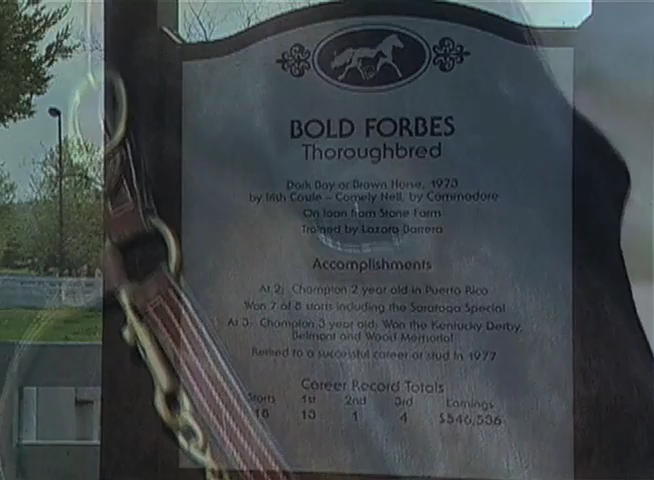 BOLD FORBES
Thoroughbred
Dark Bay or Brown Horse, 1973
by Irish Castle - Comely Nell, by Commodore
On loan from Stone Farm
Trained by Lazaro Barrera
Accomplishments
At 2: Champion 2 year old in Puerto Rico
Won 7 of 8 starts including the Saratoga Special
At 3: Champion 3 year old; Won the Kentucky Derby,
Belmont and Wood Memorial
Retired to a successful career at stud in 1977
Career Record Totals
Starts 1st 2nd 3rd Earnings
18 13 1 4 $546,536